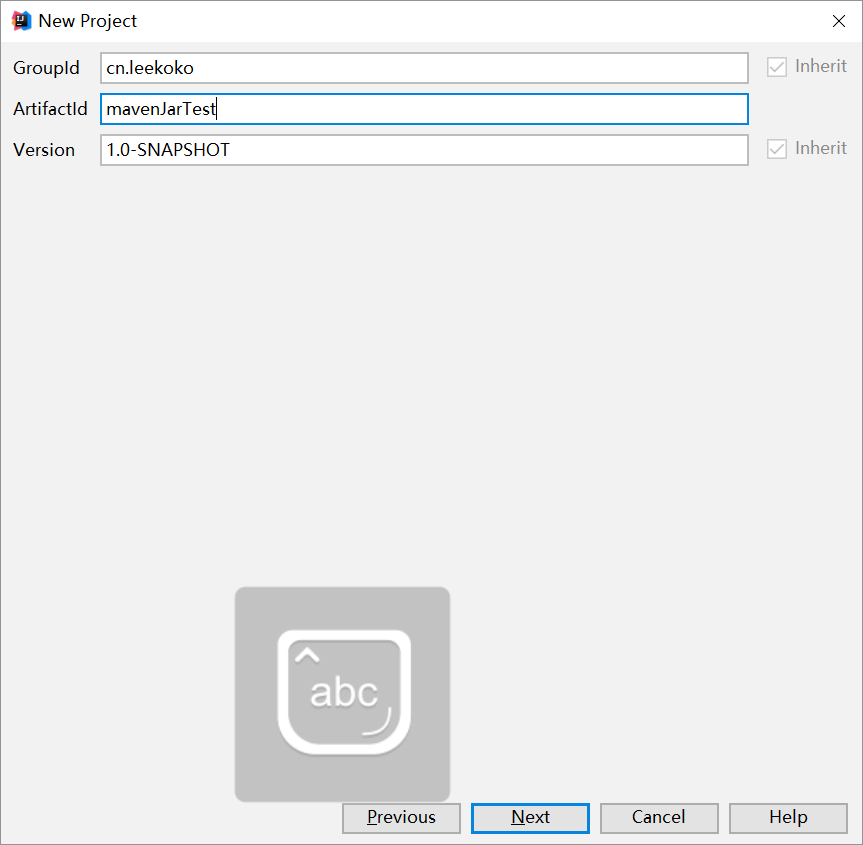 New Project
GroupId cn.leekoko Inherit
ArtifactId mavenJarTest
Version 1.0-SNAPSHOT Inherit
abc
Previous Next Cancel Help